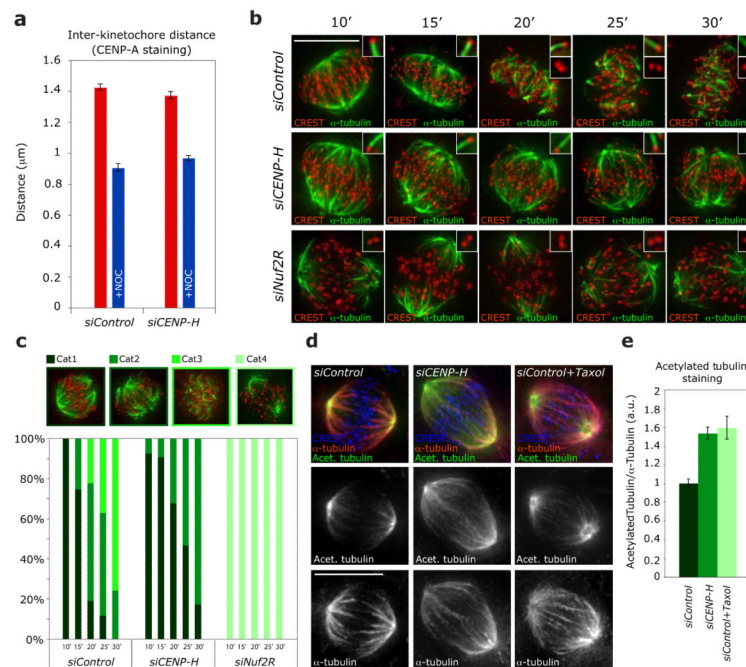 a
Inter-kinetochore distance
(CENP-A staining)
Distance (μm)
1.6
1.4
1.2
1
0.8
0.6
0.4
0.2
0
+NOC
+NOC
siControl
siCENP-H
b
10′ 15′ 20′ 25′ 30′
siControl
CREST α-tubulin CREST α-tubulin CREST α-tubulin CREST α-tubulin CREST α-tubulin
siCENP-H
CREST α-tubulin CREST α-tubulin CREST α-tubulin CREST α-tubulin CREST α-tubulin
siNuf2R
CREST α-tubulin CREST α-tubulin CREST α-tubulin CREST α-tubulin CREST α-tubulin
c
Cat1 Cat2 Cat3 Cat4
100%
80%
60%
40%
20%
0%
10′ 15′ 20′ 25′ 30′ 10′ 15′ 20′ 25′ 30′ 10′ 15′ 20′ 25′ 30′
siControl siCENP-H siNuf2R
d
siControl siCENP-H siControl+Taxol
CREST CREST CREST
α-tubulin α-tubulin α-tubulin
Acet. tubulin Acet. tubulin Acet. tubulin
Acet. tubulin Acet. tubulin Acet. tubulin
α-tubulin α-tubulin α-tubulin
e
Acetylated tubulin
staining
AcetylatedTubulin/α-Tubulin (a.u.)
2
1.8
1.6
1.4
1.2
1
0.8
0.6
0.4
0.2
0
siControl
siCENP-H
siControl+Taxol